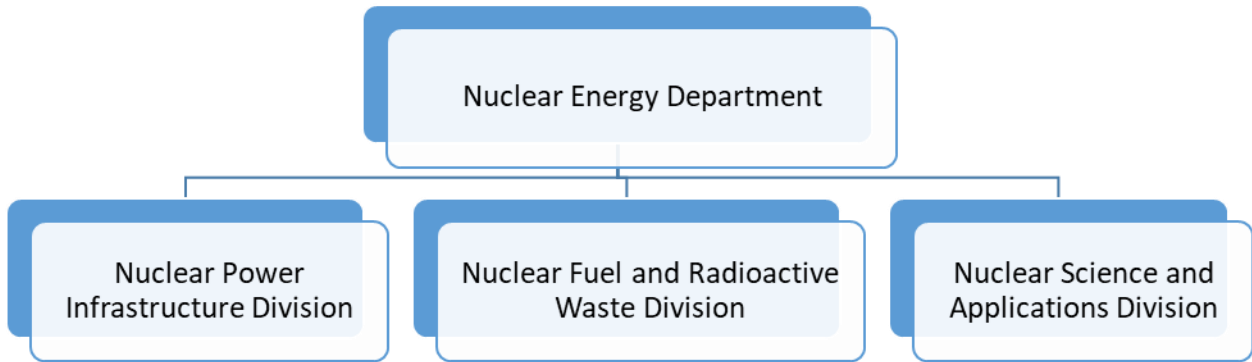 Nuclear Energy Department
Nuclear Power
Infrastructure Division
Nuclear Fuel and Radioactive
Waste Division
Nuclear Science and
Applications Division